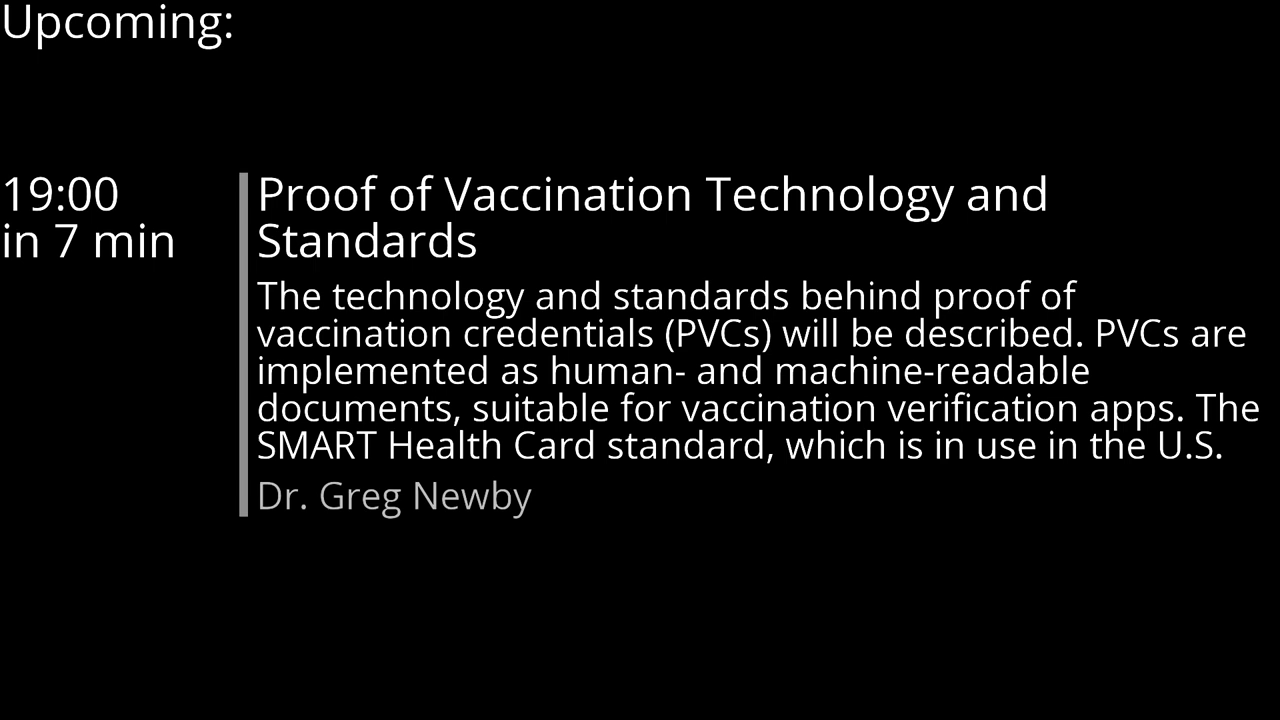 Upcoming:
19:00
in 7 min
Proof of Vaccination Technology and
Standards
The technology and standards behind proof of
vaccination credentials (PVCs) will be described. PVCs are
implemented as human- and machine-readable
documents, suitable for vaccination verification apps. The
SMART Health Card standard, which is in use in the U.S.
Dr. Greg Newby